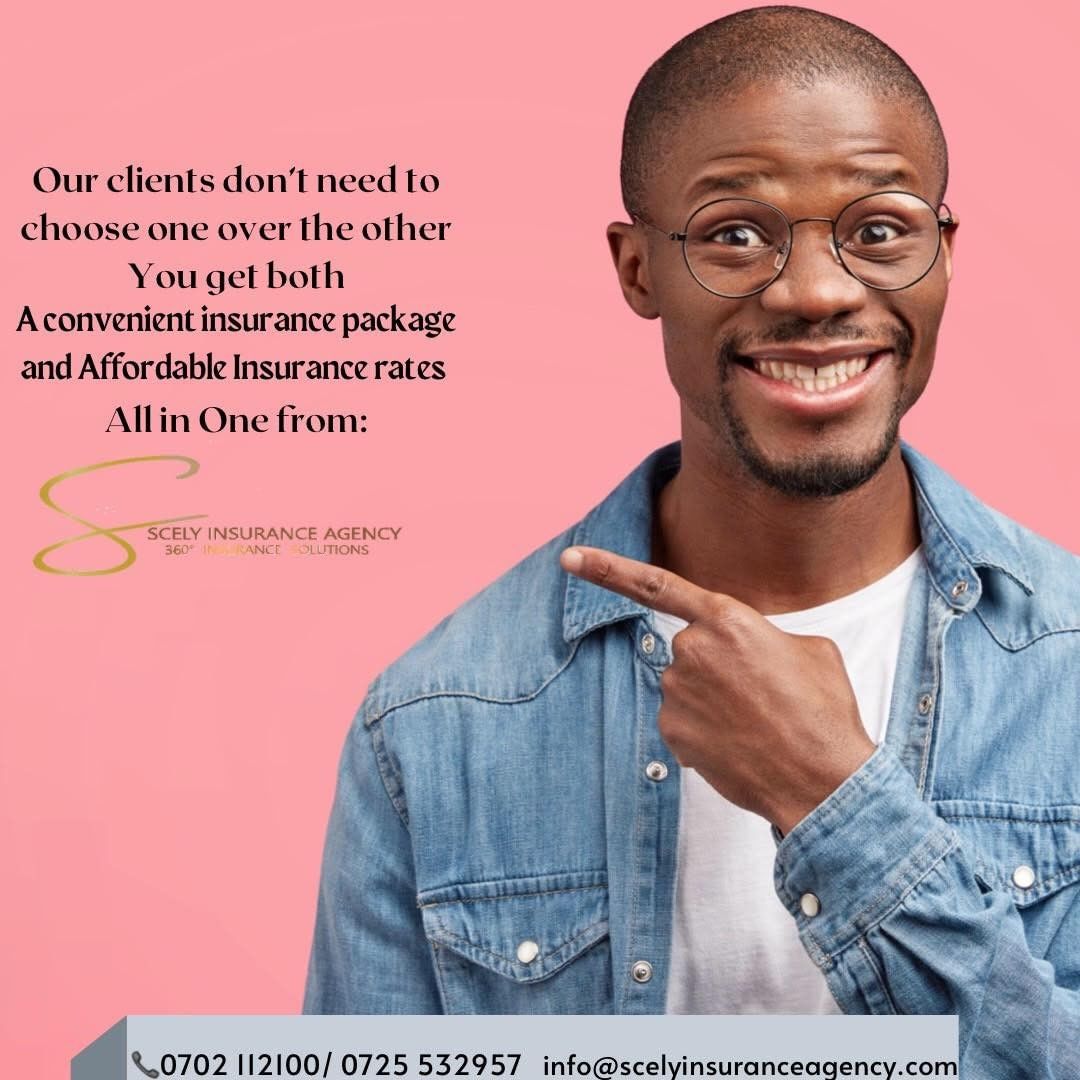 Our clients don't need to
choose one over the other
You get both
A convenient insurance package
and Affordable Insurance rates
All in One from:
SCELY INSURANCE AGENCY
360° INSURANCE SOLUTIONS
0702 112100/ 0725 532957 info@scelyinsuranceagency.com